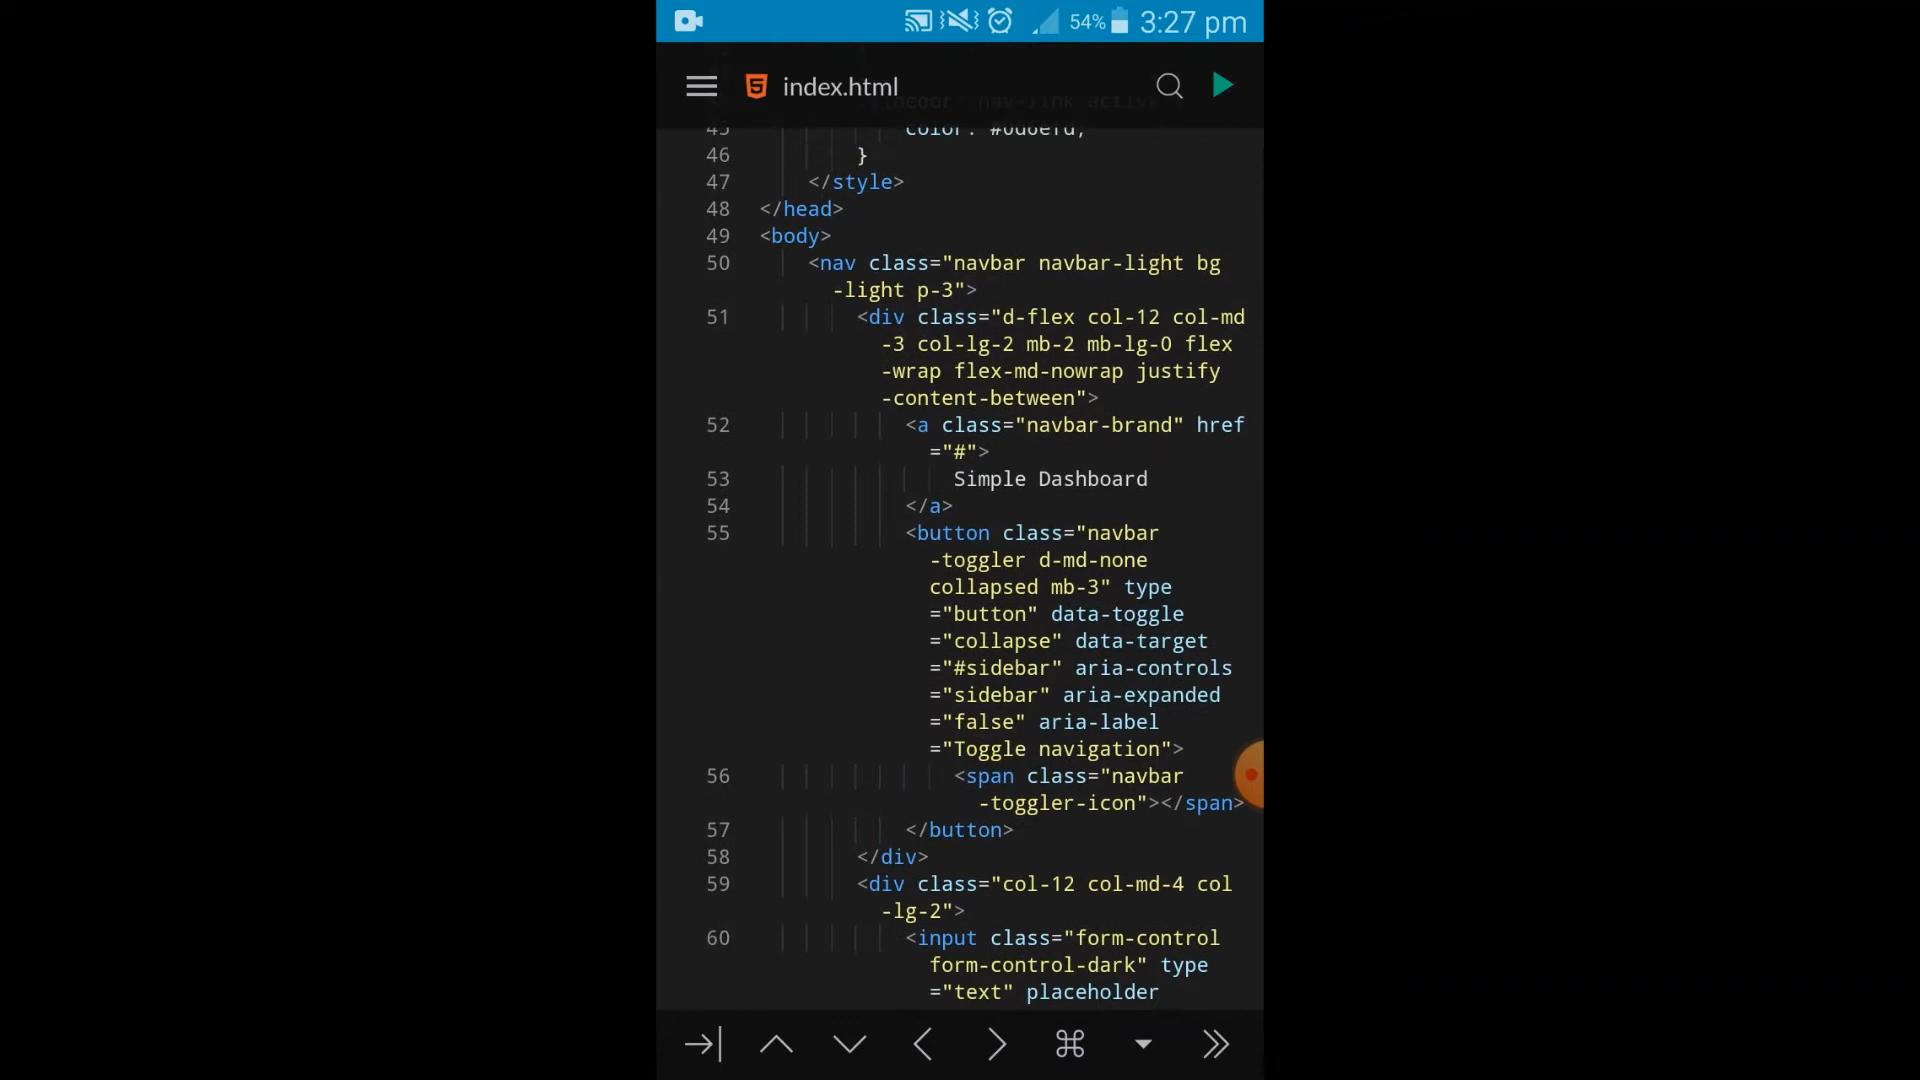 54% 3:27 pm
index.html
45 color: #0d6efd;
46 }
47 </style>
48 </head>
49 <body>
50 <nav class="navbar navbar-light bg
-light p-3">
51 <div class="d-flex col-12 col-md
-3 col-lg-2 mb-2 mb-lg-0 flex
-wrap flex-md-nowrap justify
-content-between">
52 <a class="navbar-brand" href
="#">
53 Simple Dashboard
54 </a>
55 <button class="navbar
-toggler d-md-none
collapsed mb-3" type
="button" data-toggle
="collapse" data-target
="#sidebar" aria-controls
="sidebar" aria-expanded
="false" aria-label
="Toggle navigation">
56 <span class="navbar
-toggler-icon"></span>
57 </button>
58 </div>
59 <div class="col-12 col-md-4 col
-lg-2">
60 <input class="form-control
form-control-dark" type
="text" placeholder